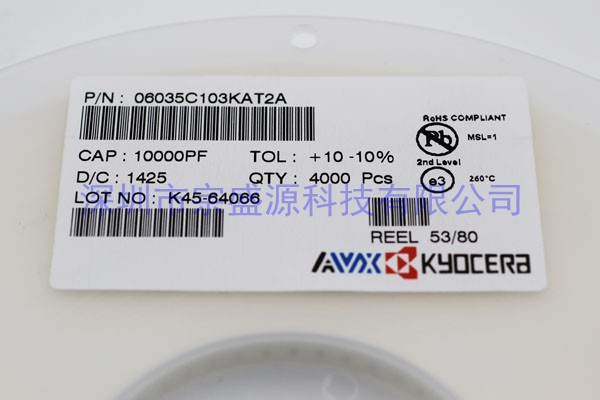 P/N : 06035C103KAT2A
RoHS COMPLIANT
Pb
MSL=1
CAP : 10000PF TOL : +10 -10%
2nd Level
D/C : 1425 QTY : 4000 Pcs
e3 260°C
深圳市宇盛源科技有限公司
LOT NO : K45-64066
REEL 53/80
AVX KYOCERA